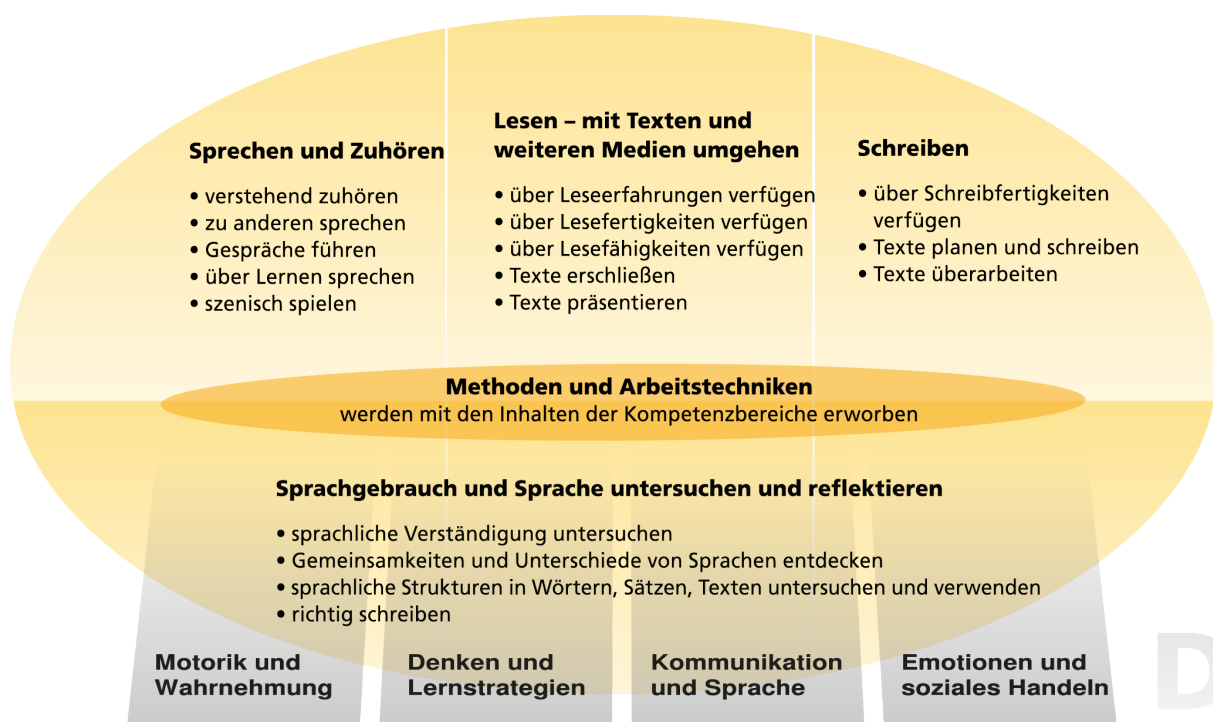 Sprechen und Zuhören
• verstehend zuhören
• zu anderen sprechen
• Gespräche führen
• über Lernen sprechen
• szenisch spielen
Lesen – mit Texten und
weiteren Medien umgehen
• über Leseerfahrungen verfügen
• über Lesefertigkeiten verfügen
• über Lesefähigkeiten verfügen
• Texte erschließen
• Texte präsentieren
Schreiben
• über Schreibfertigkeiten
verfügen
• Texte planen und schreiben
• Texte überarbeiten
Methoden und Arbeitstechniken
werden mit den Inhalten der Kompetenzbereiche erworben
Sprachgebrauch und Sprache untersuchen und reflektieren
• sprachliche Verständigung untersuchen
• Gemeinsamkeiten und Unterschiede von Sprachen entdecken
• sprachliche Strukturen in Wörtern, Sätzen, Texten untersuchen und verwenden
• richtig schreiben
Motorik und
Wahrnehmung
Denken und
Lernstrategien
Kommunikation
und Sprache
Emotionen und
soziales Handeln
D